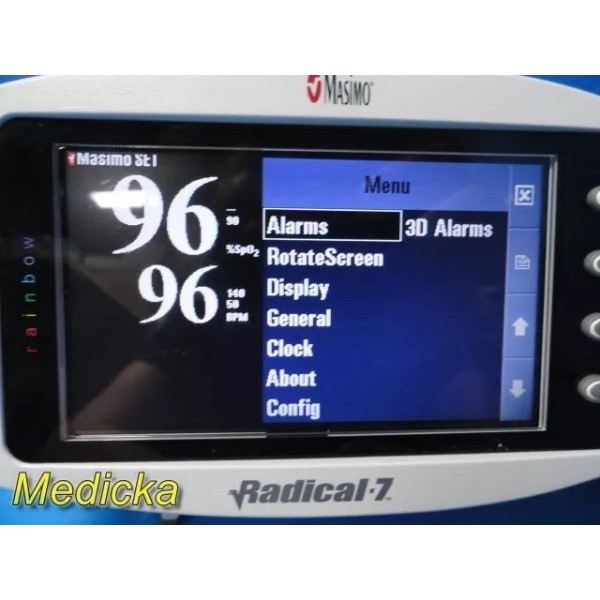 MASIMO
Masimo SET
96
—
90
%SpO₂
96
140
50
BPM
Menu
Alarms 3D Alarms
RotateScreen
Display
General
Clock
About
Config
rainbow
Medicka
Radical·7